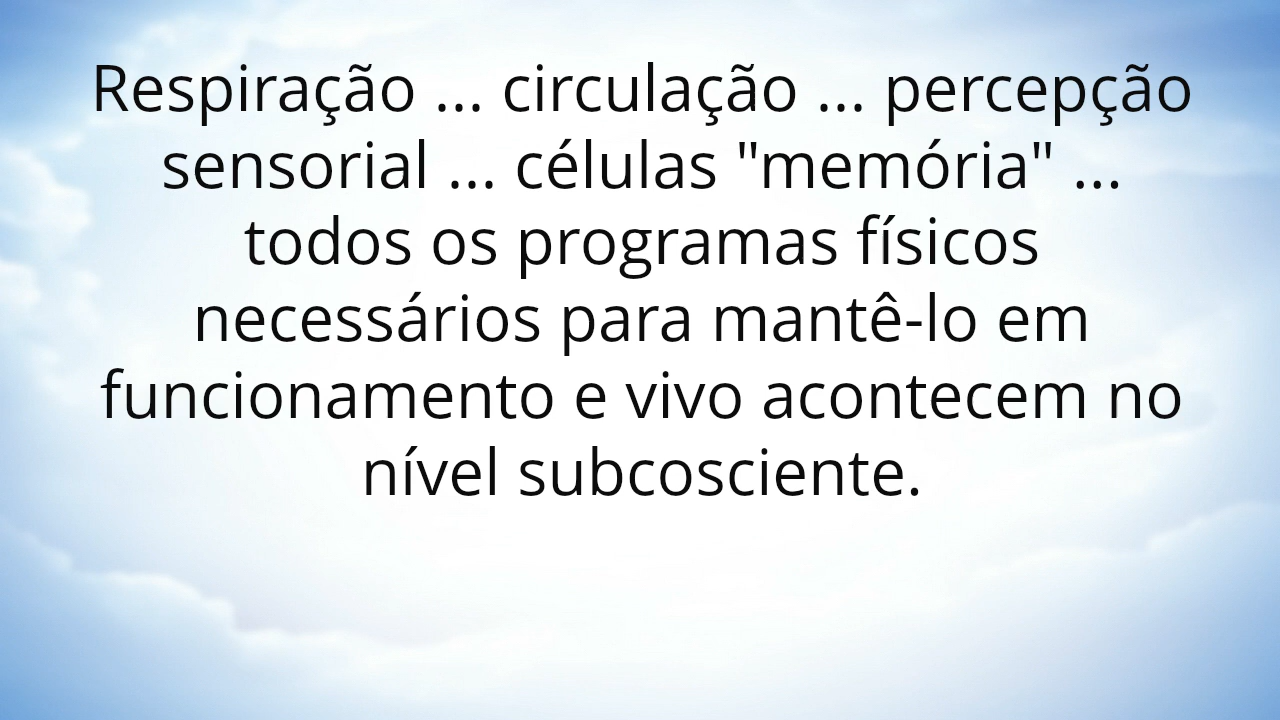 Respiração ... circulação ... percepção
sensorial ... células "memória" ...
todos os programas físicos
necessários para mantê-lo em
funcionamento e vivo acontecem no
nível subcosciente.